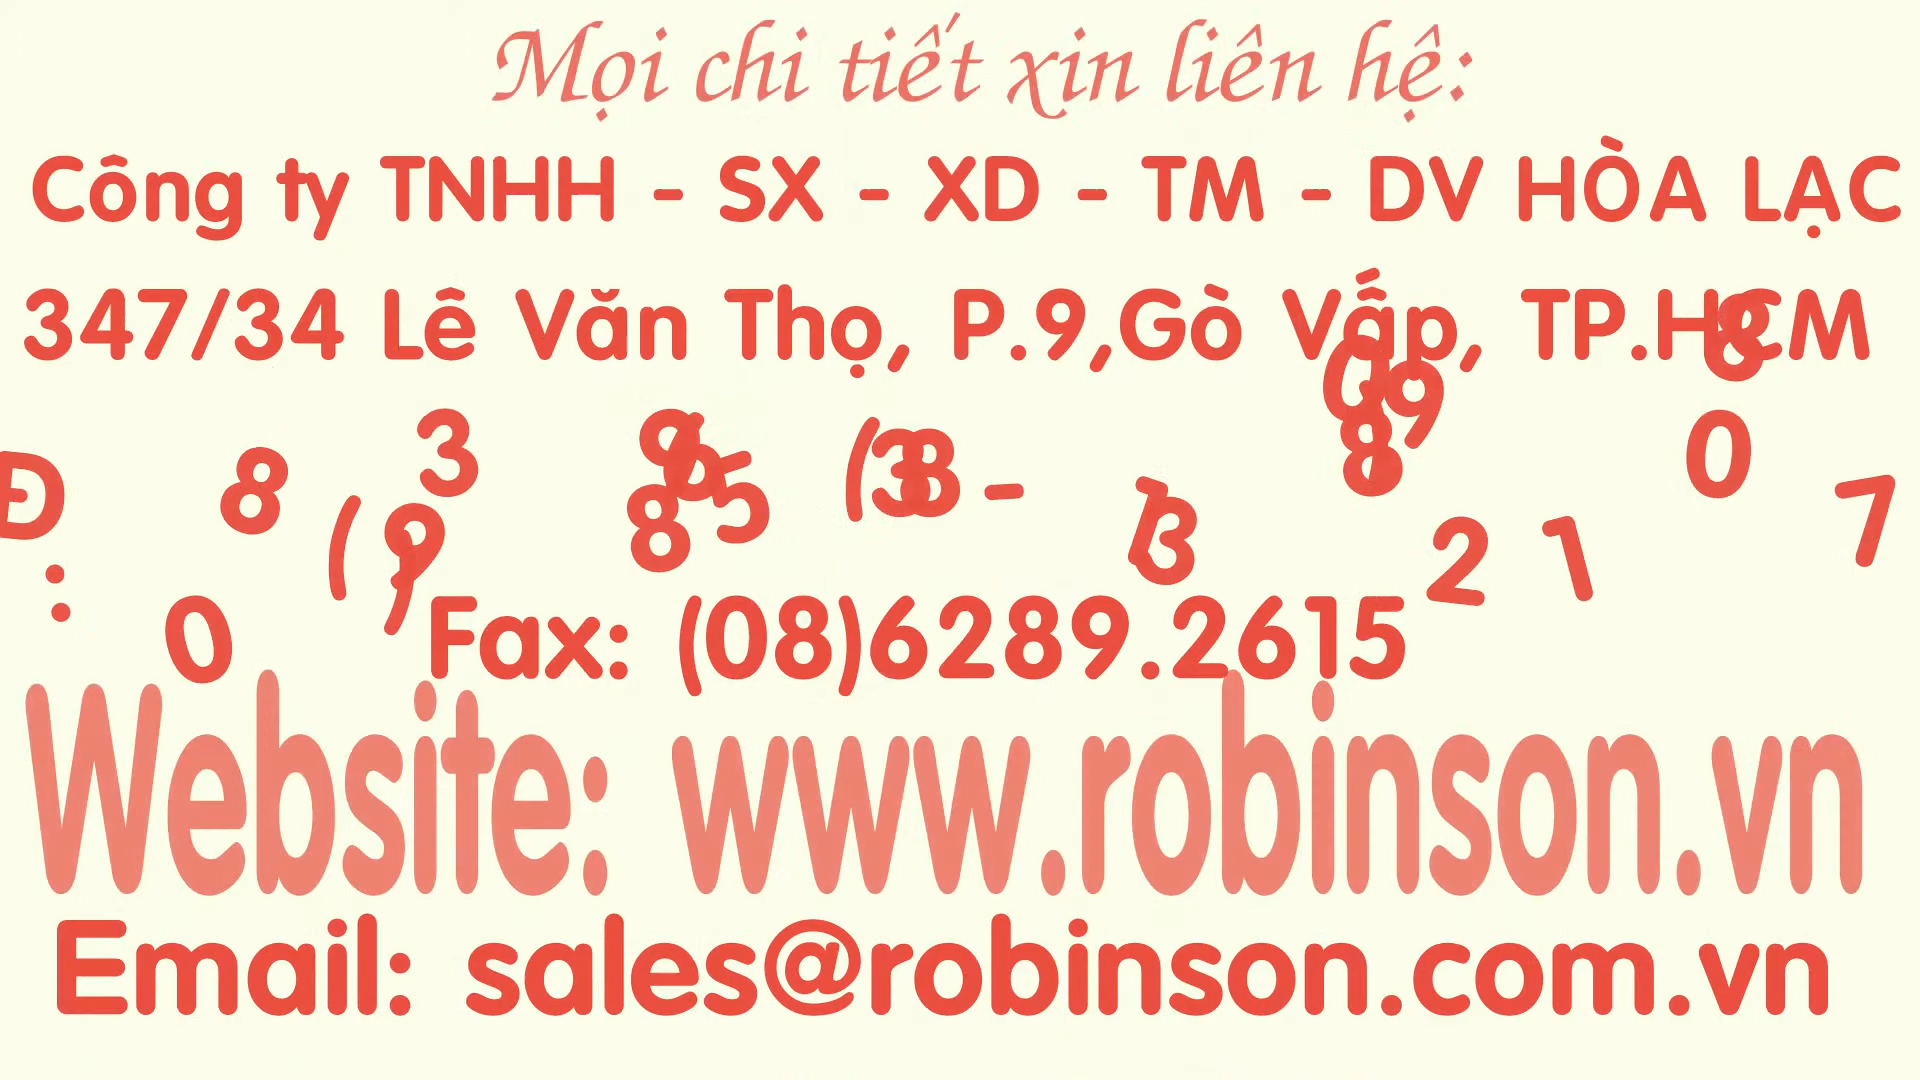 Mọi chi tiết xin liên hệ:
Công ty TNHH - SX - XD - TM - DV HÒA LẠC
347/34 Lê Văn Thọ, P.9,Gò Vấp, TP.HCM
Fax: (08)6289.2615
Website: www.robinson.vn
Email: sales@robinson.com.vn